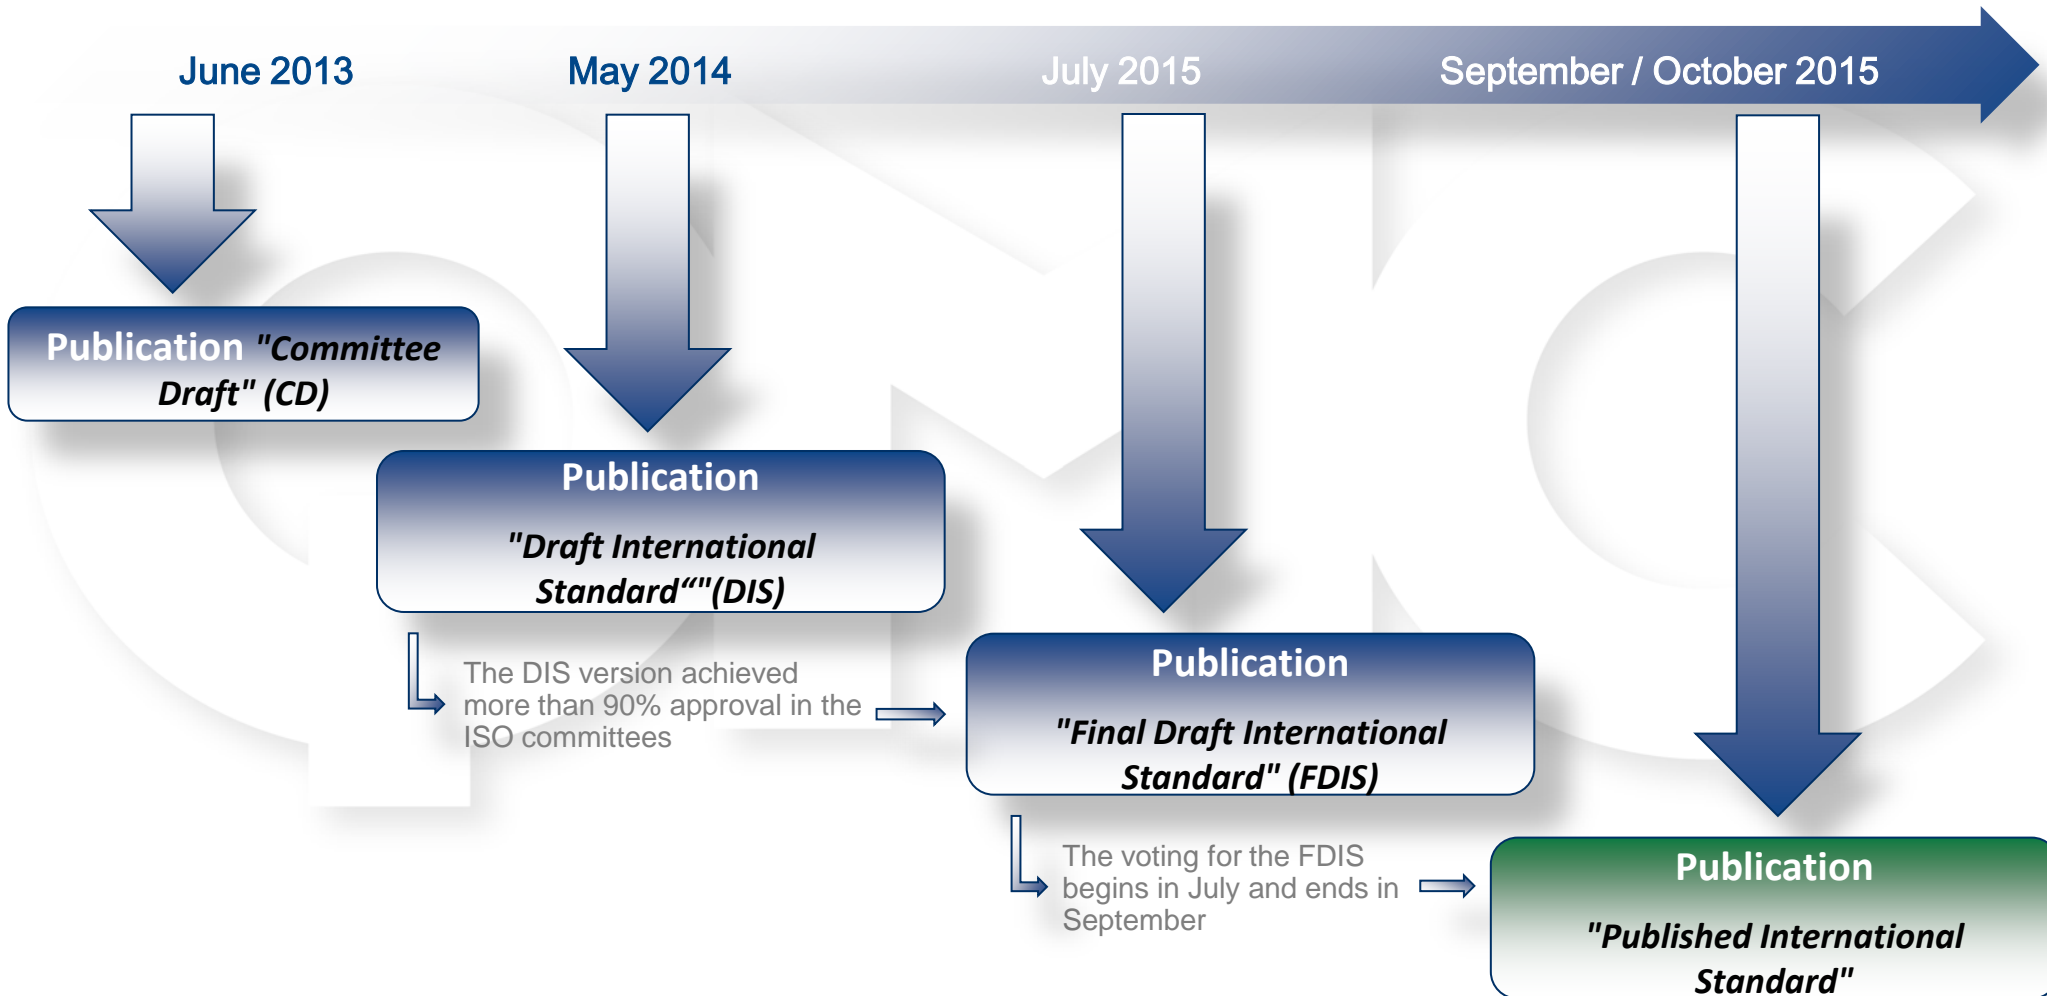 June 2013
May 2014
July 2015
September / October 2015
Publication "Committee
Draft" (CD)
Publication
"Draft International
Standard“"(DIS)
The DIS version achieved
more than 90% approval in the
ISO committees
Publication
"Final Draft International
Standard" (FDIS)
The voting for the FDIS
begins in July and ends in
September
Publication
"Published International
Standard"